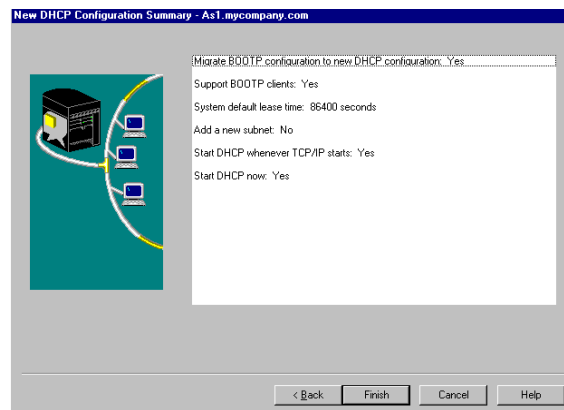 New DHCP Configuration Summary - As1.mycompany.com
Migrate BOOTP configuration to new DHCP configuration: Yes
Support BOOTP clients: Yes
System default lease time: 86400 seconds
Add a new subnet: No
Start DHCP whenever TCP/IP starts: Yes
Start DHCP now: Yes
< Back Finish Cancel Help